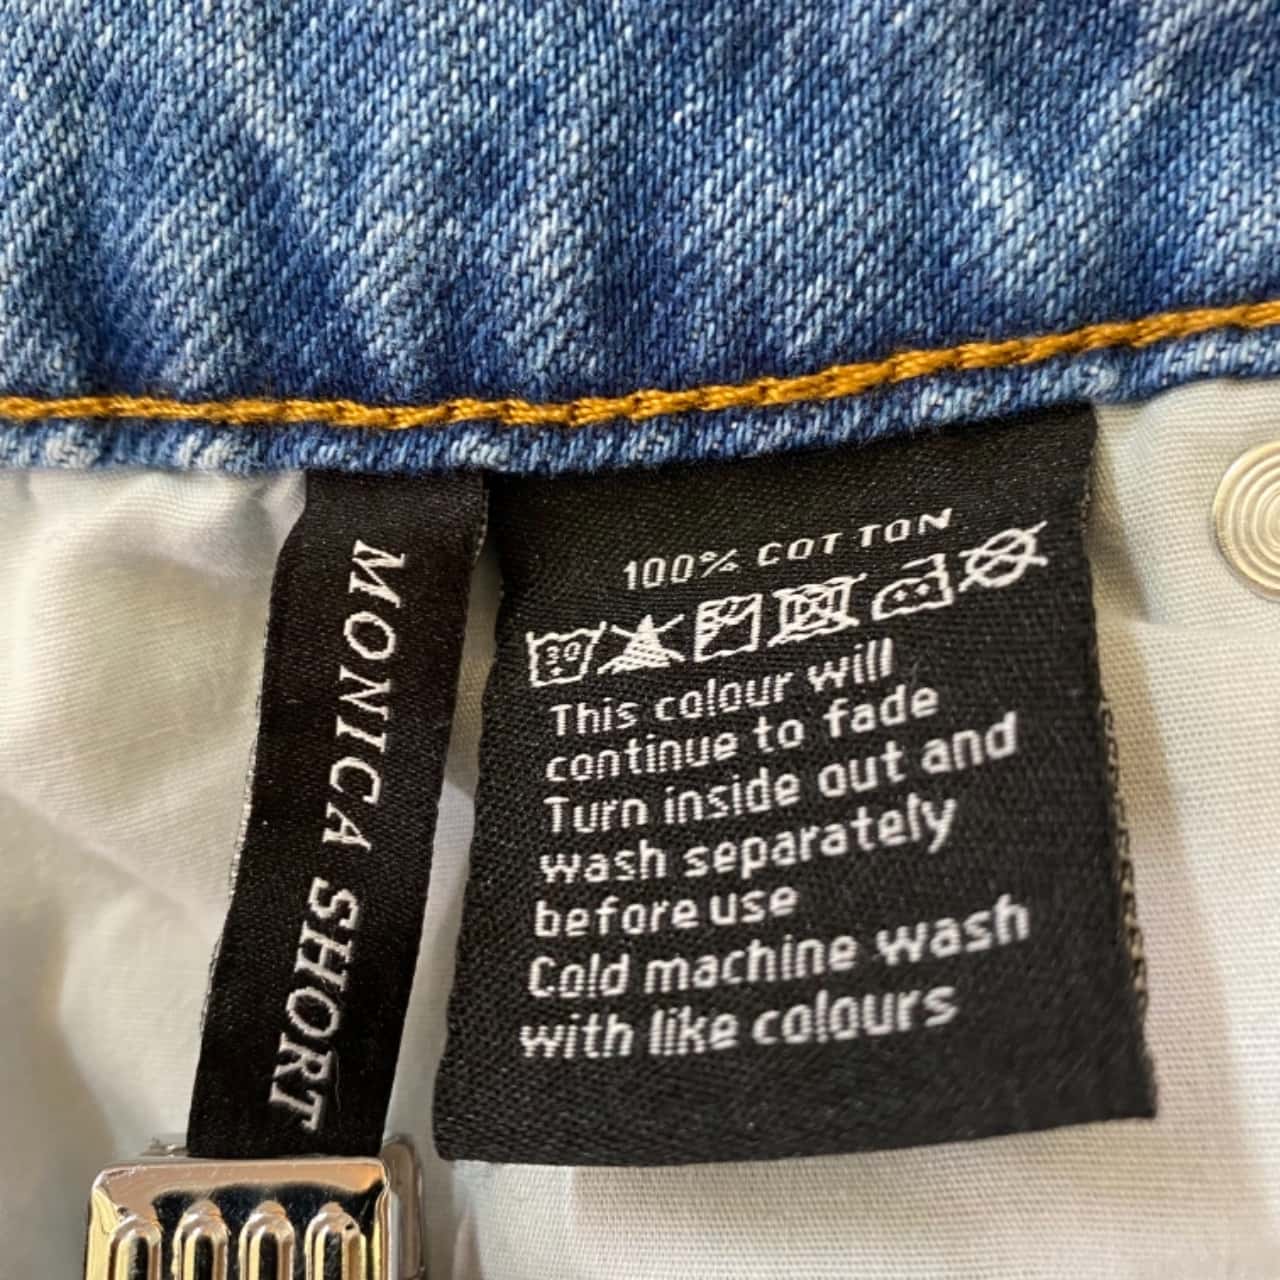 MONICA SHORT
100% COTTON
30
This colour will
continue to fade
Turn inside out and
wash separately
before use
Cold machine wash
with like colours